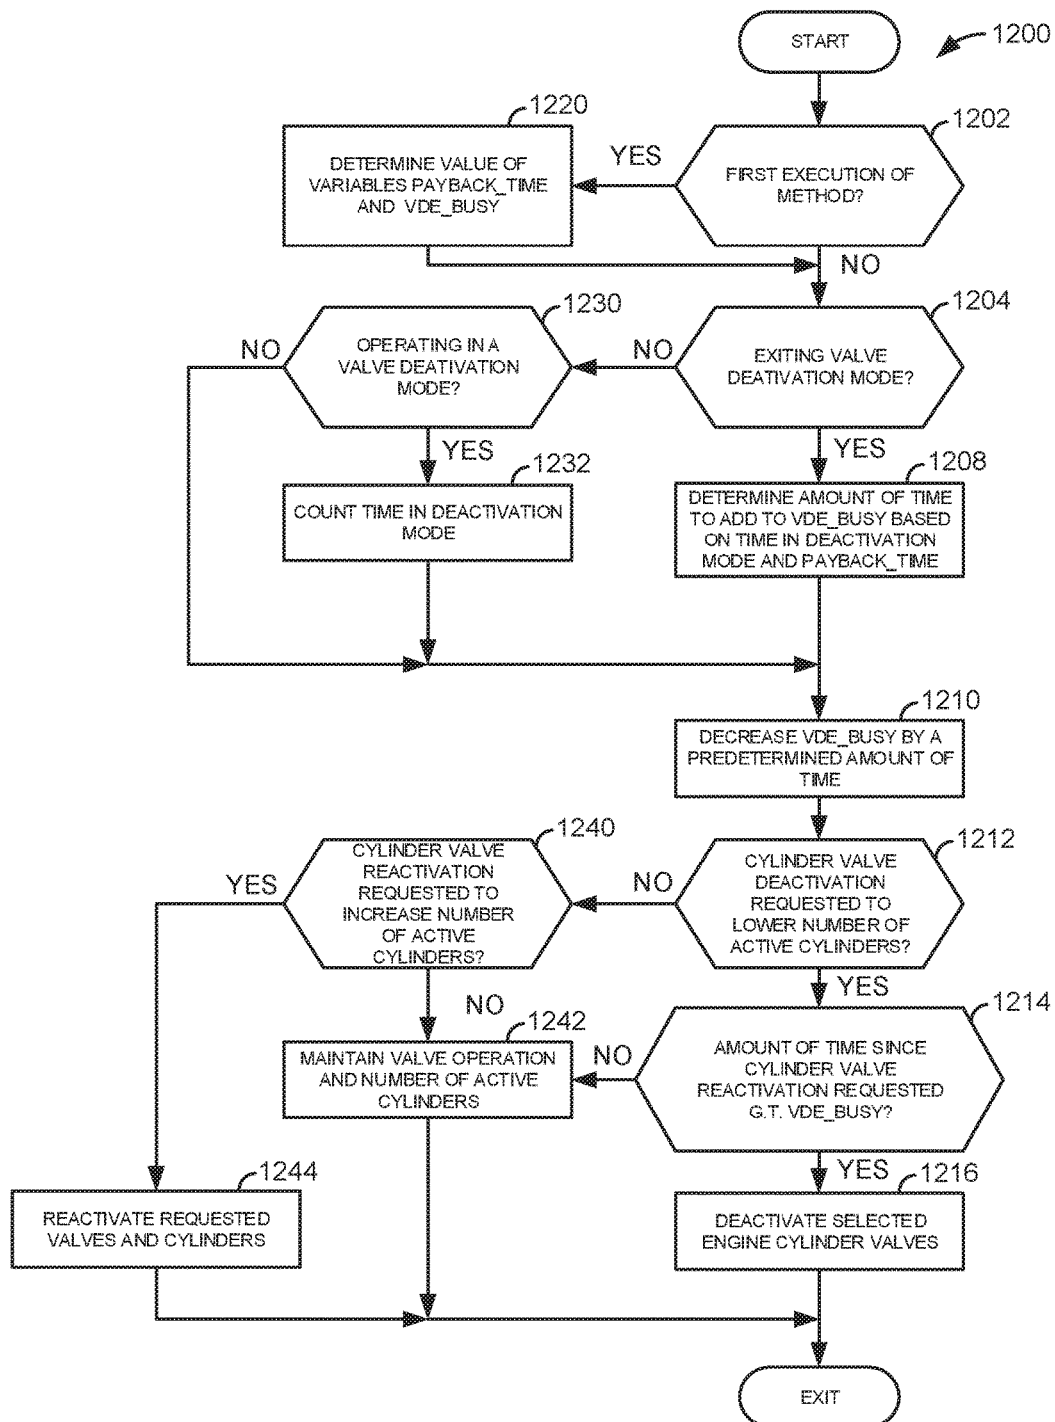 START
1200
1220
1202
DETERMINE VALUE OF
VARIABLES PAYBACK_TIME
AND VDE_BUSY
YES
FIRST EXECUTION OF
METHOD?
NO
1230
1204
NO
OPERATING IN A
VALVE DEATIVATION
MODE?
NO
EXITING VALVE
DEATIVATION MODE?
YES
YES
1232
1208
COUNT TIME IN DEACTIVATION
MODE
DETERMINE AMOUNT OF TIME
TO ADD TO VDE_BUSY BASED
ON TIME IN DEACTIVATION
MODE AND PAYBACK_TIME
1210
DECREASE VDE_BUSY BY A
PREDETERMINED AMOUNT OF
TIME
1240
1212
YES
CYLINDER VALVE
REACTIVATION
REQUESTED TO
INCREASE NUMBER
OF ACTIVE
CYLINDERS?
NO
CYLINDER VALVE
DEACTIVATION
REQUESTED TO
LOWER NUMBER OF
ACTIVE CYLINDERS?
YES
NO
1242
1214
MAINTAIN VALVE OPERATION
AND NUMBER OF ACTIVE
CYLINDERS
NO
AMOUNT OF TIME SINCE
CYLINDER VALVE
REACTIVATION REQUESTED
G.T. VDE_BUSY?
YES
1244
1216
REACTIVATE REQUESTED
VALVES AND CYLINDERS
DEACTIVATE SELECTED
ENGINE CYLINDER VALVES
EXIT